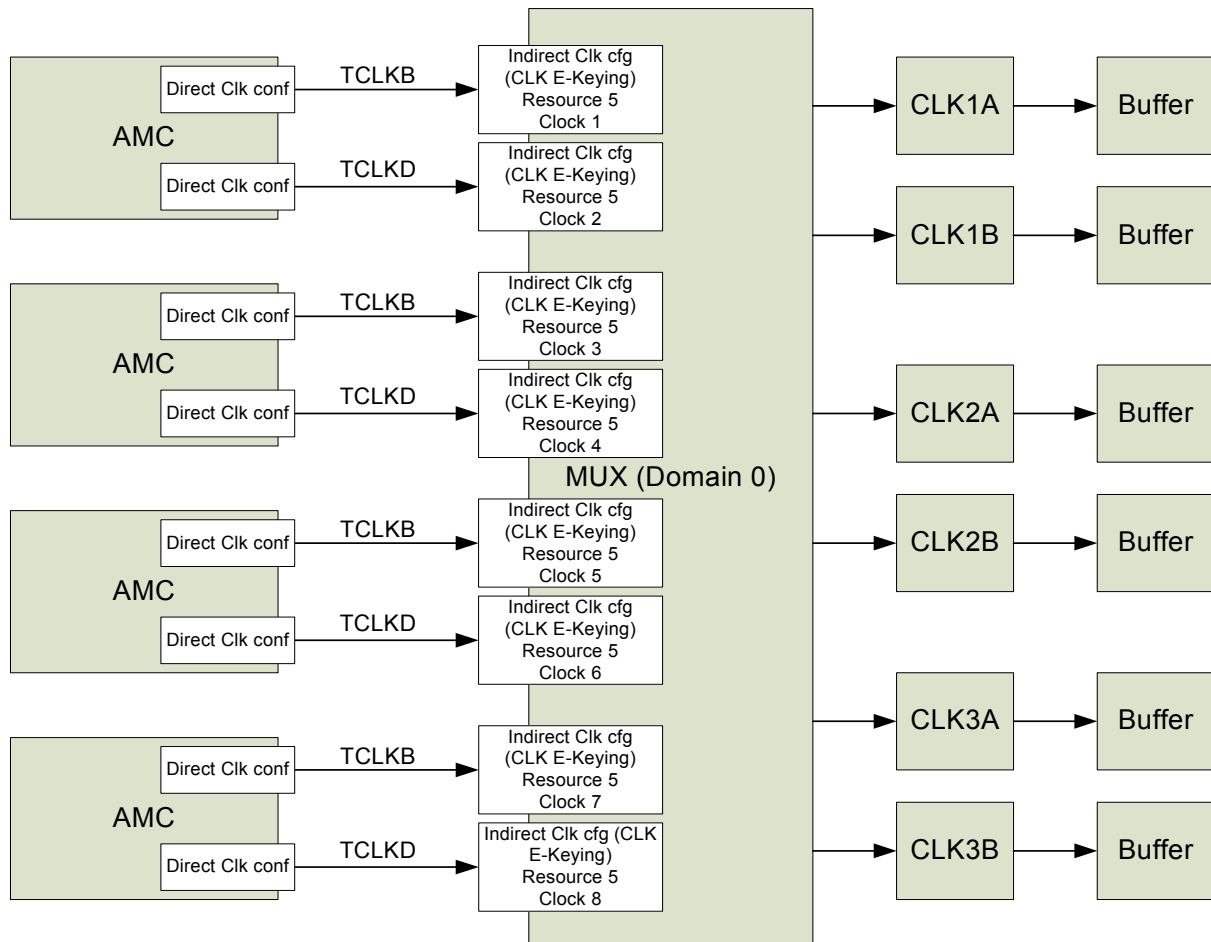 AMC
Direct Clk conf
TCLKB
Indirect Clk cfg
(CLK E-Keying)
Resource 5
Clock 1
Direct Clk conf
TCLKD
Indirect Clk cfg
(CLK E-Keying)
Resource 5
Clock 2
AMC
Direct Clk conf
TCLKB
Indirect Clk cfg
(CLK E-Keying)
Resource 5
Clock 3
Direct Clk conf
TCLKD
Indirect Clk cfg
(CLK E-Keying)
Resource 5
Clock 4
AMC
Direct Clk conf
TCLKB
Indirect Clk cfg
(CLK E-Keying)
Resource 5
Clock 5
Direct Clk conf
TCLKD
Indirect Clk cfg
(CLK E-Keying)
Resource 5
Clock 6
AMC
Direct Clk conf
TCLKB
Indirect Clk cfg
(CLK E-Keying)
Resource 5
Clock 7
Direct Clk conf
TCLKD
Indirect Clk cfg (CLK
E-Keying)
Resource 5
Clock 8
MUX (Domain 0)
CLK1A
Buffer
CLK1B
Buffer
CLK2A
Buffer
CLK2B
Buffer
CLK3A
Buffer
CLK3B
Buffer